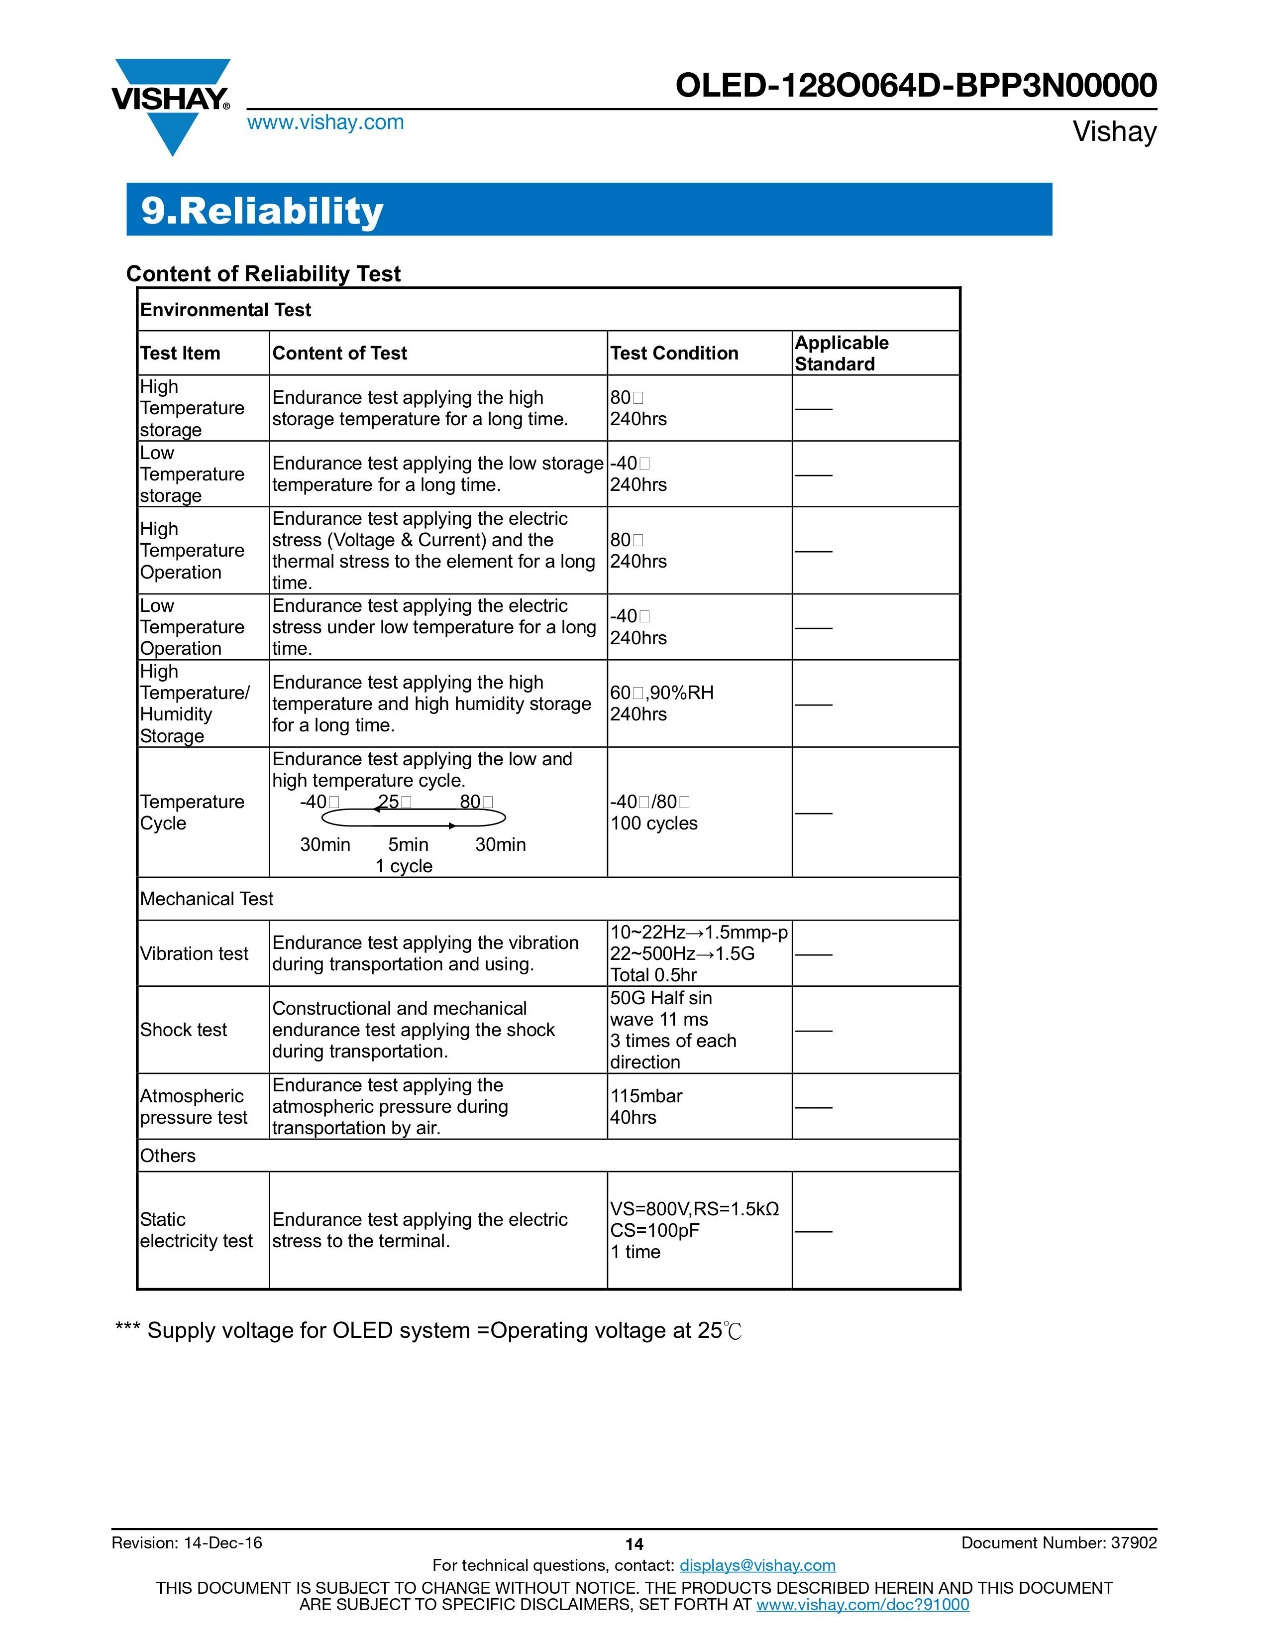 VISHAY®
OLED-128O064D-BPP3N00000
www.vishay.com
Vishay
9.Reliability
Content of Reliability Test
Environmental Test
Test Item
Content of Test
Test Condition
Applicable
Standard
High
Temperature
storage
Endurance test applying the high
storage temperature for a long time.
80□
240hrs
——
Low
Temperature
storage
Endurance test applying the low storage
temperature for a long time.
-40□
240hrs
——
High
Temperature
Operation
Endurance test applying the electric
stress (Voltage & Current) and the
thermal stress to the element for a long
time.
80□
240hrs
——
Low
Temperature
Operation
Endurance test applying the electric
stress under low temperature for a long
time.
-40□
240hrs
——
High
Temperature/
Humidity
Storage
Endurance test applying the high
temperature and high humidity storage
for a long time.
60□,90%RH
240hrs
——
Temperature
Cycle
Endurance test applying the low and
high temperature cycle.
-40□ 25□ 80□
30min 5min 30min
1 cycle
-40□/80□
100 cycles
——
Mechanical Test
Vibration test
Endurance test applying the vibration
during transportation and using.
10~22Hz→1.5mmp-p
22~500Hz→1.5G
Total 0.5hr
——
Shock test
Constructional and mechanical
endurance test applying the shock
during transportation.
50G Half sin
wave 11 ms
3 times of each
direction
——
Atmospheric
pressure test
Endurance test applying the
atmospheric pressure during
transportation by air.
115mbar
40hrs
——
Others
Static
electricity test
Endurance test applying the electric
stress to the terminal.
VS=800V,RS=1.5kΩ
CS=100pF
1 time
——
*** Supply voltage for OLED system =Operating voltage at 25℃
Revision: 14-Dec-16
14
Document Number: 37902
For technical questions, contact: displays@vishay.com
THIS DOCUMENT IS SUBJECT TO CHANGE WITHOUT NOTICE. THE PRODUCTS DESCRIBED HEREIN AND THIS DOCUMENT
ARE SUBJECT TO SPECIFIC DISCLAIMERS, SET FORTH AT www.vishay.com/doc?91000